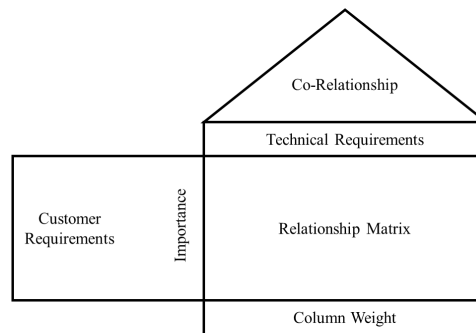 Co-Relationship
Technical Requirements
Customer
Requirements
Importance
Relationship Matrix
Column Weight